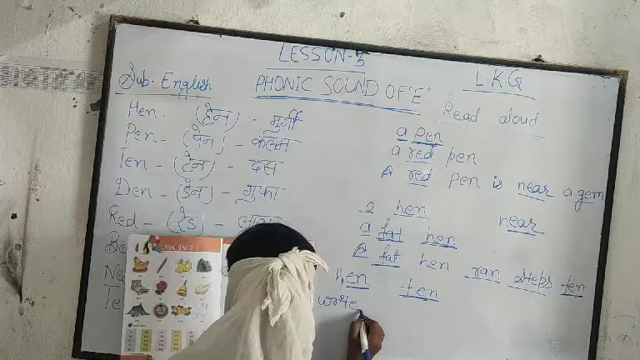 LESSON-5
Sub. English
PHONIC SOUND OF 'E'
L.K.G
Hen - (हेन) - मुर्गी
Pen - (पेन) - कलम
Ten - (टेन) - दस
Den - (डेन) - गुफा
Red - (रेड) -
Read aloud
a pen
a red pen
A red pen is near a gem
a hen
near
a fat hen
A fat hen ran steps ten
hen
ten
write